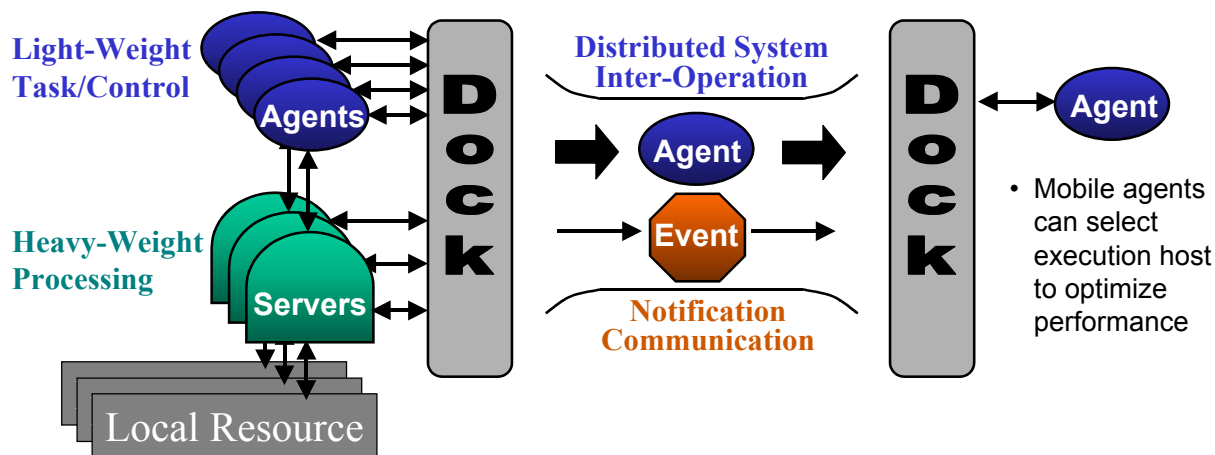 Light-Weight
Task/Control
Agents
Heavy-Weight
Processing
Servers
Local Resource
Dock
Distributed System
Inter-Operation
Agent
Event
Notification
Communication
Dock
Agent
• Mobile agents
can select
execution host
to optimize
performance